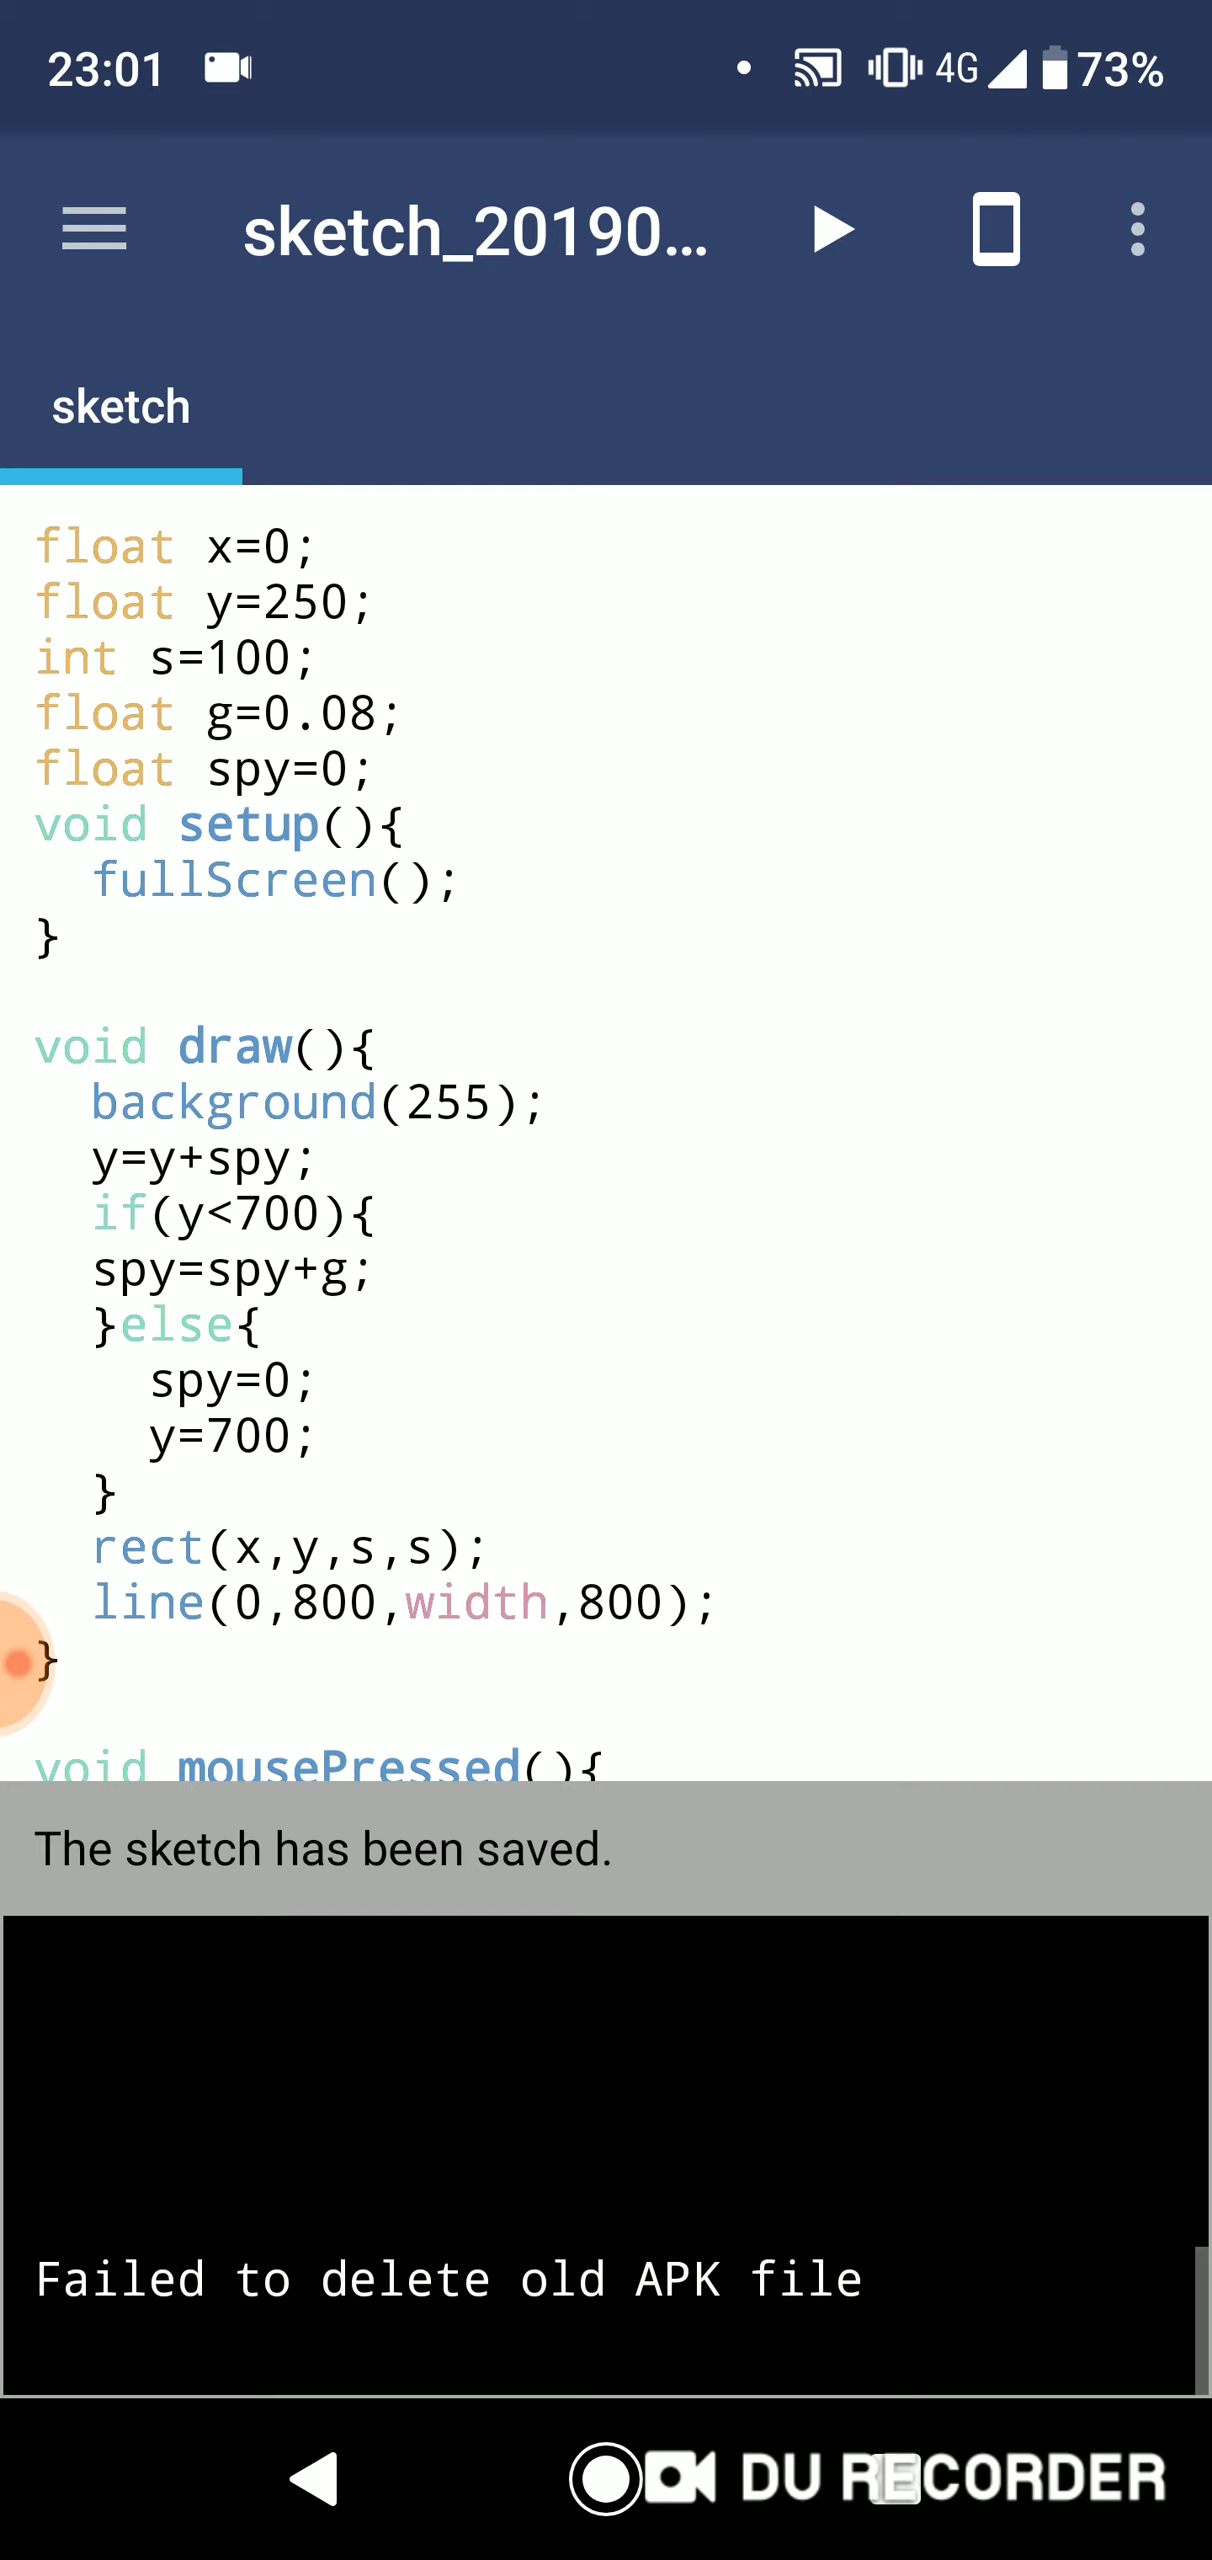 23:01 4G 73%
sketch_20190...
sketch
float x=0;
float y=250;
int s=100;
float g=0.08;
float spy=0;
void setup(){
  fullScreen();
}
void draw(){
  background(255);
  y=y+spy;
  if(y<700){
  spy=spy+g;
  }else{
    spy=0;
    y=700;
  }
  rect(x,y,s,s);
  line(0,800,width,800);
}
void mousePressed(){
The sketch has been saved.
Failed to delete old APK file
DU RECORDER